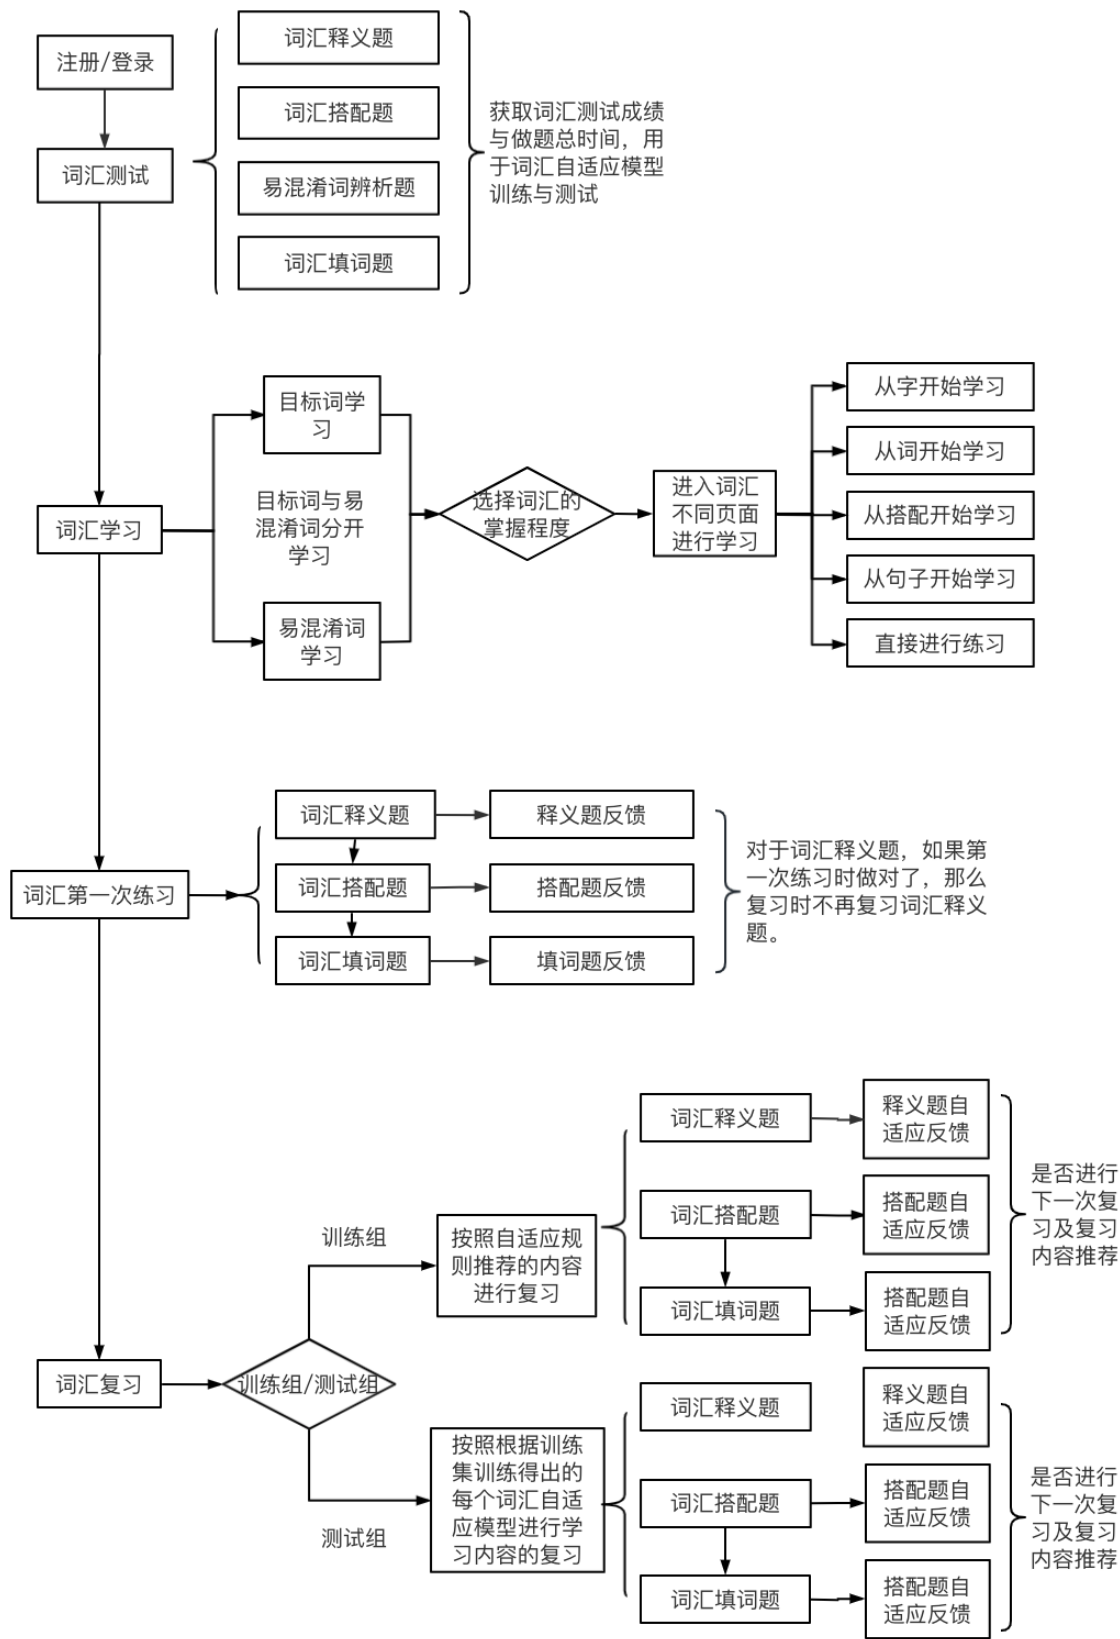 注册/登录
词汇测试
词汇释义题
词汇搭配题
易混淆词辨析题
词汇填词题
获取词汇测试成绩
与做题总时间，用
于词汇自适应模型
训练与测试
词汇学习
目标词学
习
目标词与易
混淆词分开
学习
易混淆词
学习
选择词汇的
掌握程度
进入词汇
不同页面
进行学习
从字开始学习
从词开始学习
从搭配开始学习
从句子开始学习
直接进行练习
词汇第一次练习
词汇释义题
释义题反馈
词汇搭配题
搭配题反馈
词汇填词题
填词题反馈
对于词汇释义题，如果第
一次练习时做对了，那么
复习时不再复习词汇释义
题。
词汇复习
训练组/测试组
训练组
按照自适应规
则推荐的内容
进行复习
词汇释义题
释义题自
适应反馈
词汇搭配题
搭配题自
适应反馈
词汇填词题
搭配题自
适应反馈
是否进行
下一次复
习及复习
内容推荐
测试组
按照根据训练
集训练得出的
每个词汇自适
应模型进行学
习内容的复习
词汇释义题
释义题自
适应反馈
词汇搭配题
搭配题自
适应反馈
词汇填词题
搭配题自
适应反馈
是否进行
下一次复
习及复习
内容推荐